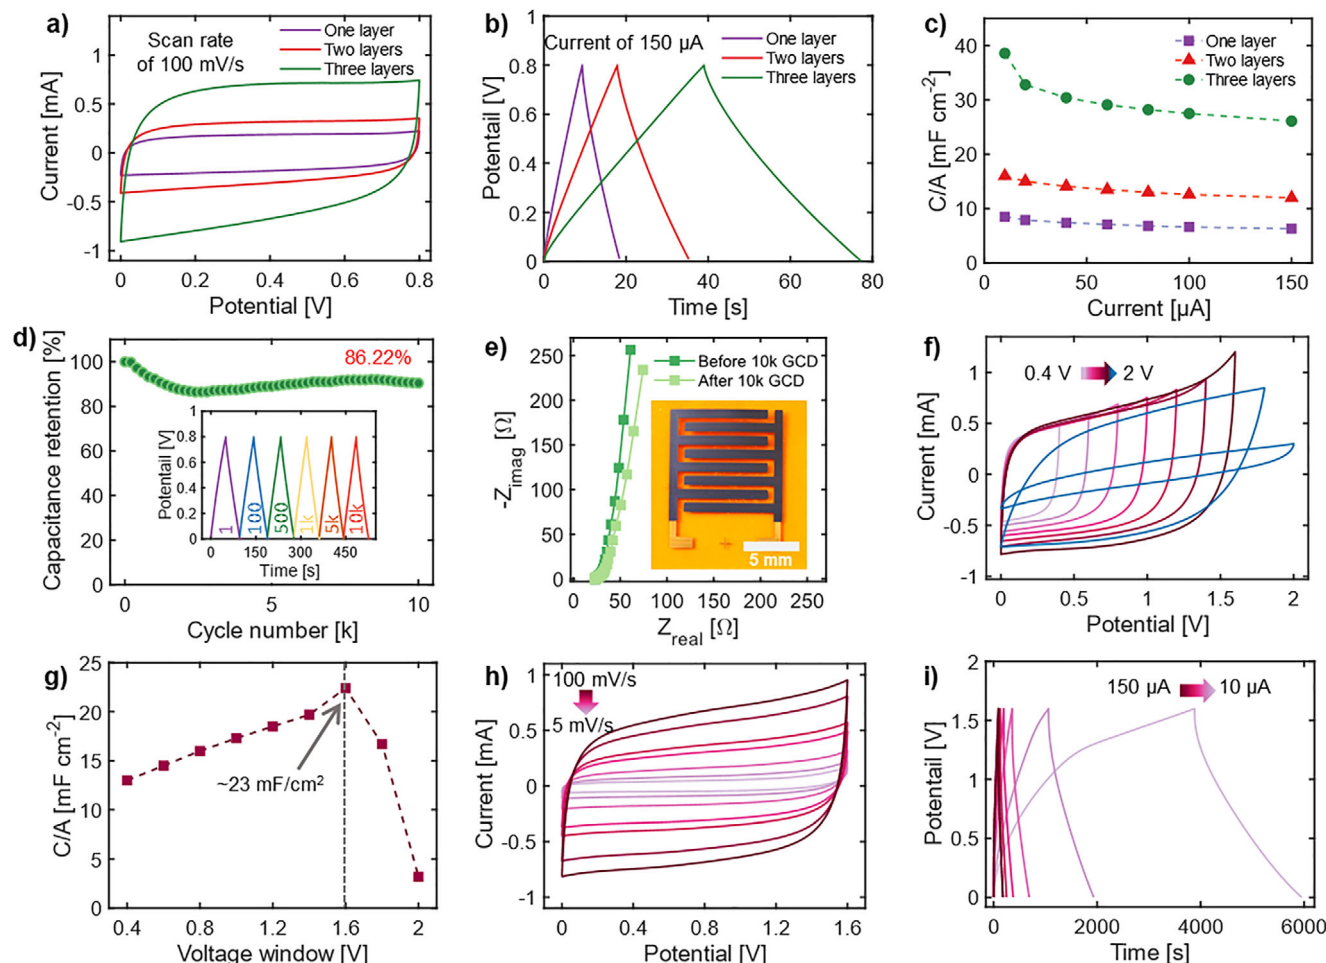 a)
Scan rate
of 100 mV/s
One layer
Two layers
Three layers
Current [mA]
1
0.5
0
-0.5
-1
0 0.2 0.4 0.6 0.8
Potential [V]
b)
Current of 150 µA
One layer
Two layers
Three layers
Potentail [V]
1
0.8
0.6
0.4
0.2
0
0 20 40 60 80
Time [s]
c)
One layer
Two layers
Three layers
C/A [mF cm⁻²]
40
30
20
10
0
0 50 100 150
Current [µA]
d)
86.22%
Capacitance retention [%]
100
80
60
40
20
0
0 5 10
Cycle number [k]
Potentail [V]
1
0.8
0.6
0.4
0.2
0
1 100 500 1k 5k 10k
0 150 300 450
Time [s]
e)
Before 10k GCD
After 10k GCD
-Zimag [Ω]
250
200
150
100
50
0
5 mm
0 50 100 150 200 250
Zreal [Ω]
f)
0.4 V 2 V
Current [mA]
1
0.5
0
-0.5
-1
0 0.5 1 1.5 2
Potential [V]
g)
~23 mF/cm²
C/A [mF cm⁻²]
25
20
15
10
5
0
0.4 0.8 1.2 1.6 2
Voltage window [V]
h)
100 mV/s
5 mV/s
Current [mA]
1
0.5
0
-0.5
-1
0 0.4 0.8 1.2 1.6
Potential [V]
i)
150 µA 10 µA
Potentail [V]
2
1.5
1
0.5
0
0 2000 4000 6000
Time [s]